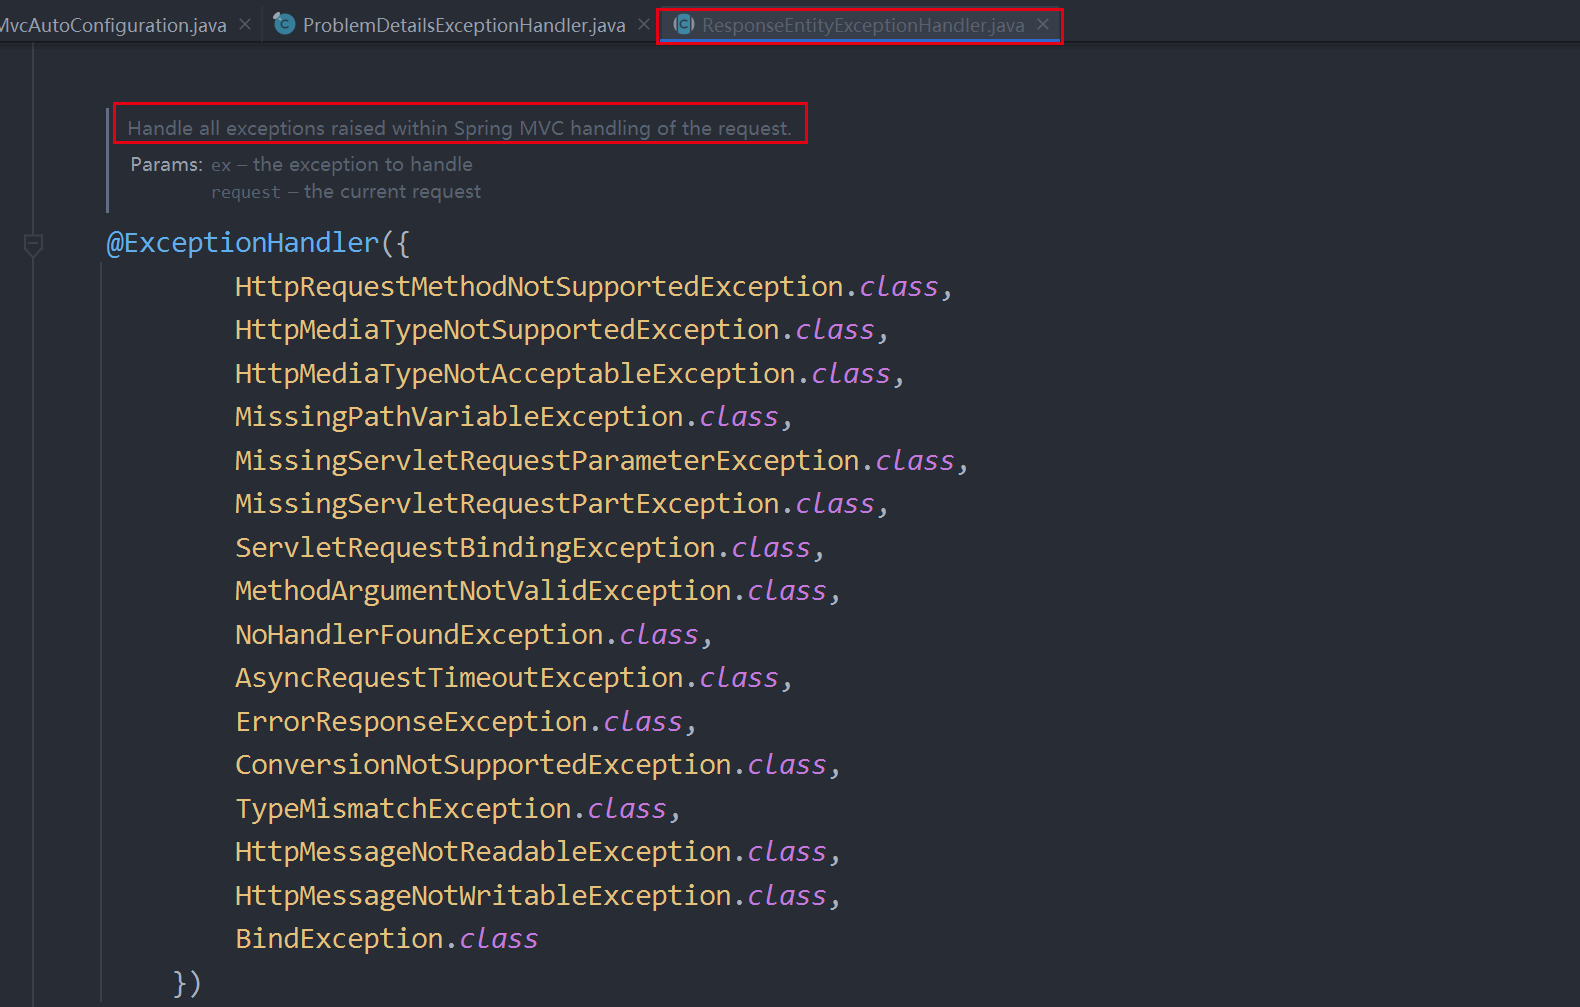 MvcAutoConfiguration.java ProblemDetailsExceptionHandler.java ResponseEntityExceptionHandler.java
Handle all exceptions raised within Spring MVC handling of the request.
Params: ex – the exception to handle
request – the current request
@ExceptionHandler({
HttpRequestMethodNotSupportedException.class,
HttpMediaTypeNotSupportedException.class,
HttpMediaTypeNotAcceptableException.class,
MissingPathVariableException.class,
MissingServletRequestParameterException.class,
MissingServletRequestPartException.class,
ServletRequestBindingException.class,
MethodArgumentNotValidException.class,
NoHandlerFoundException.class,
AsyncRequestTimeoutException.class,
ErrorResponseException.class,
ConversionNotSupportedException.class,
TypeMismatchException.class,
HttpMessageNotReadableException.class,
HttpMessageNotWritableException.class,
BindException.class
})